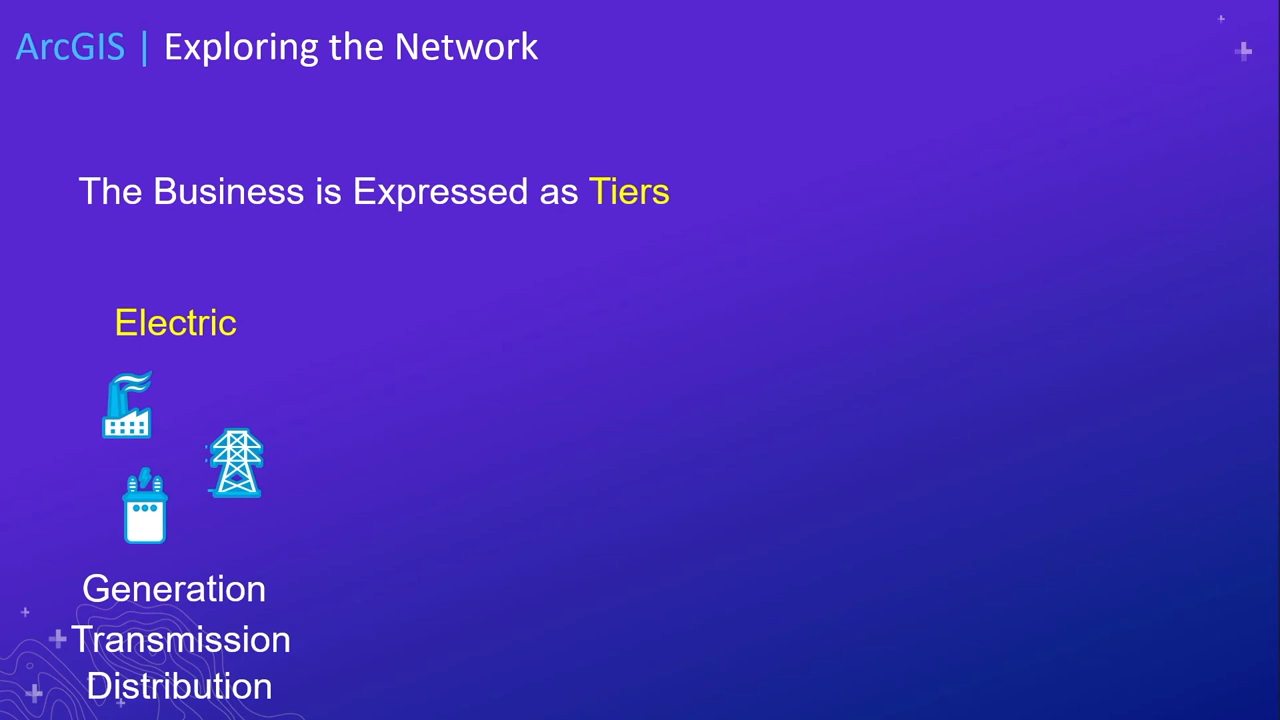 ArcGIS | Exploring the Network
The Business is Expressed as Tiers
Electric
Generation
Transmission
Distribution